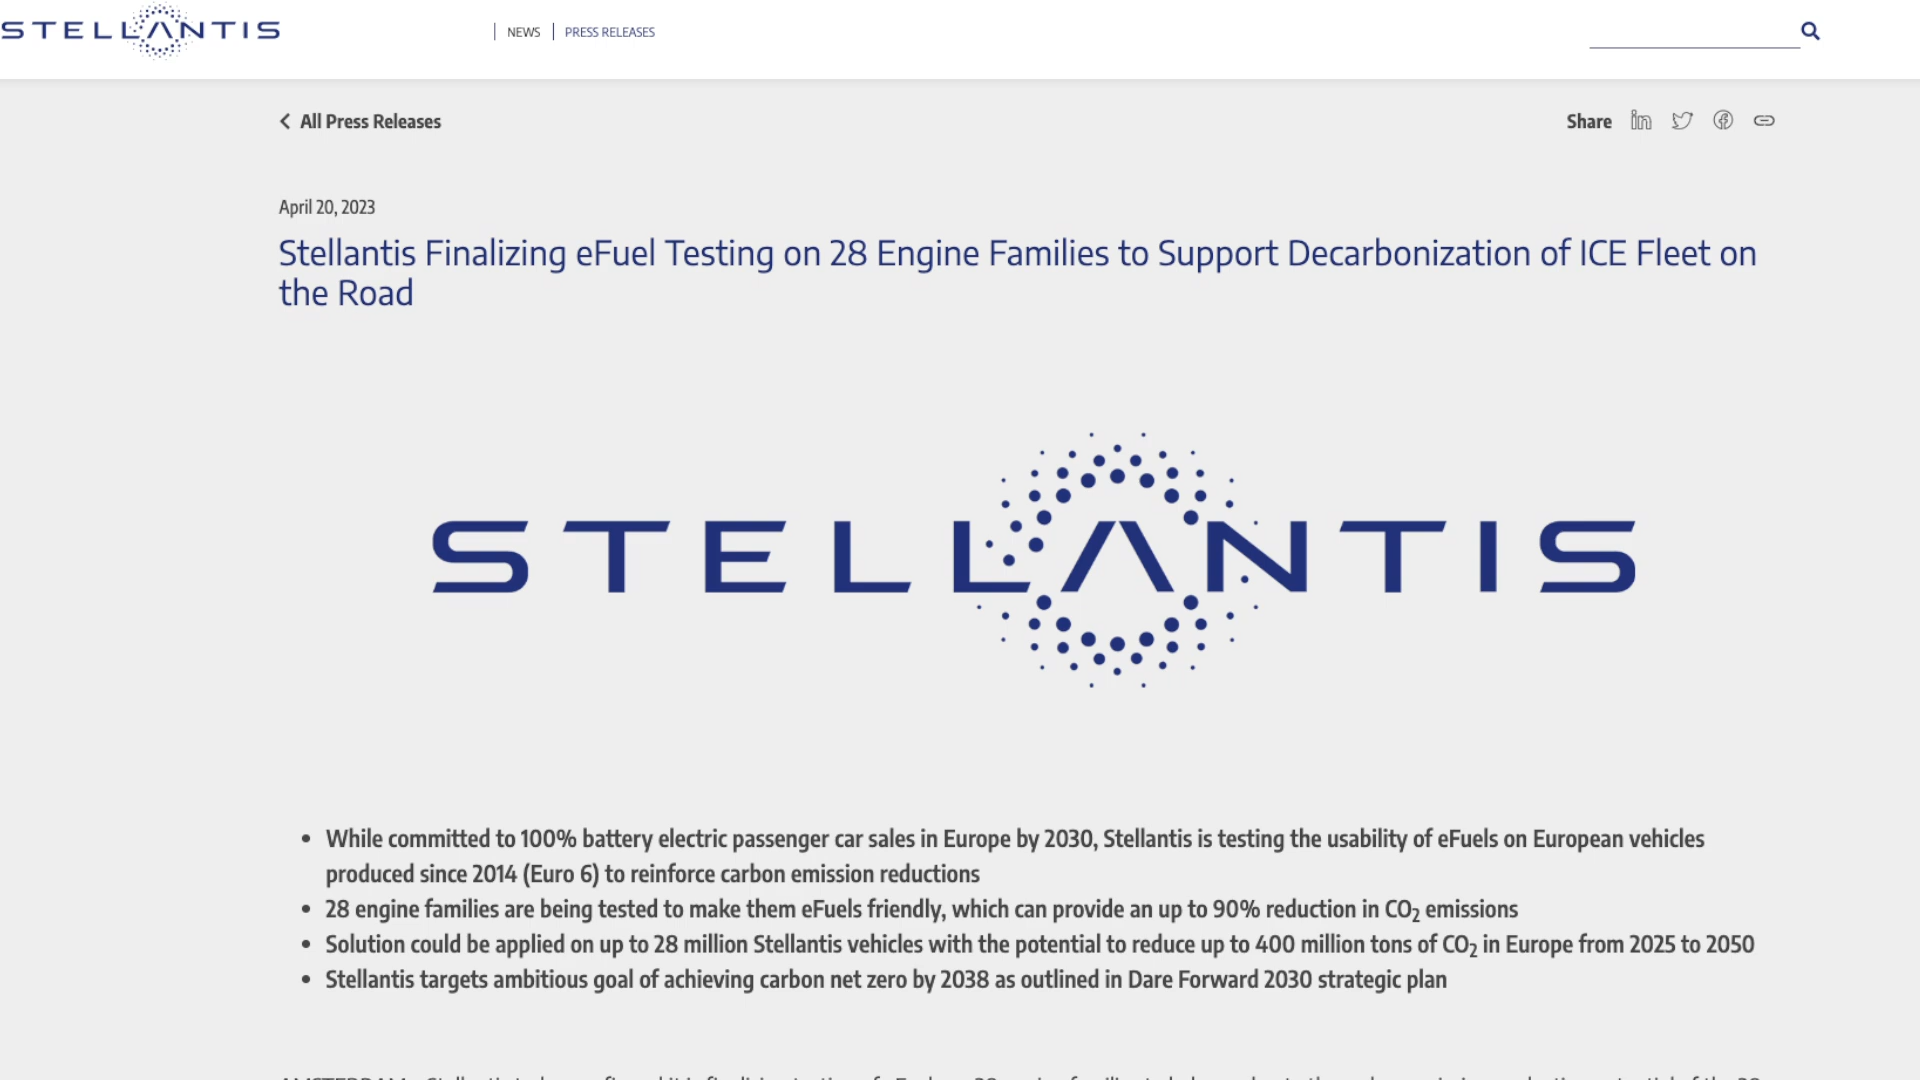 STELLANTIS
NEWS
PRESS RELEASES
All Press Releases
Share
April 20, 2023
Stellantis Finalizing eFuel Testing on 28 Engine Families to Support Decarbonization of ICE Fleet on
the Road
STELLANTIS
• While committed to 100% battery electric passenger car sales in Europe by 2030, Stellantis is testing the usability of eFuels on European vehicles
produced since 2014 (Euro 6) to reinforce carbon emission reductions
• 28 engine families are being tested to make them eFuels friendly, which can provide an up to 90% reduction in CO₂ emissions
• Solution could be applied on up to 28 million Stellantis vehicles with the potential to reduce up to 400 million tons of CO₂ in Europe from 2025 to 2050
• Stellantis targets ambitious goal of achieving carbon net zero by 2038 as outlined in Dare Forward 2030 strategic plan